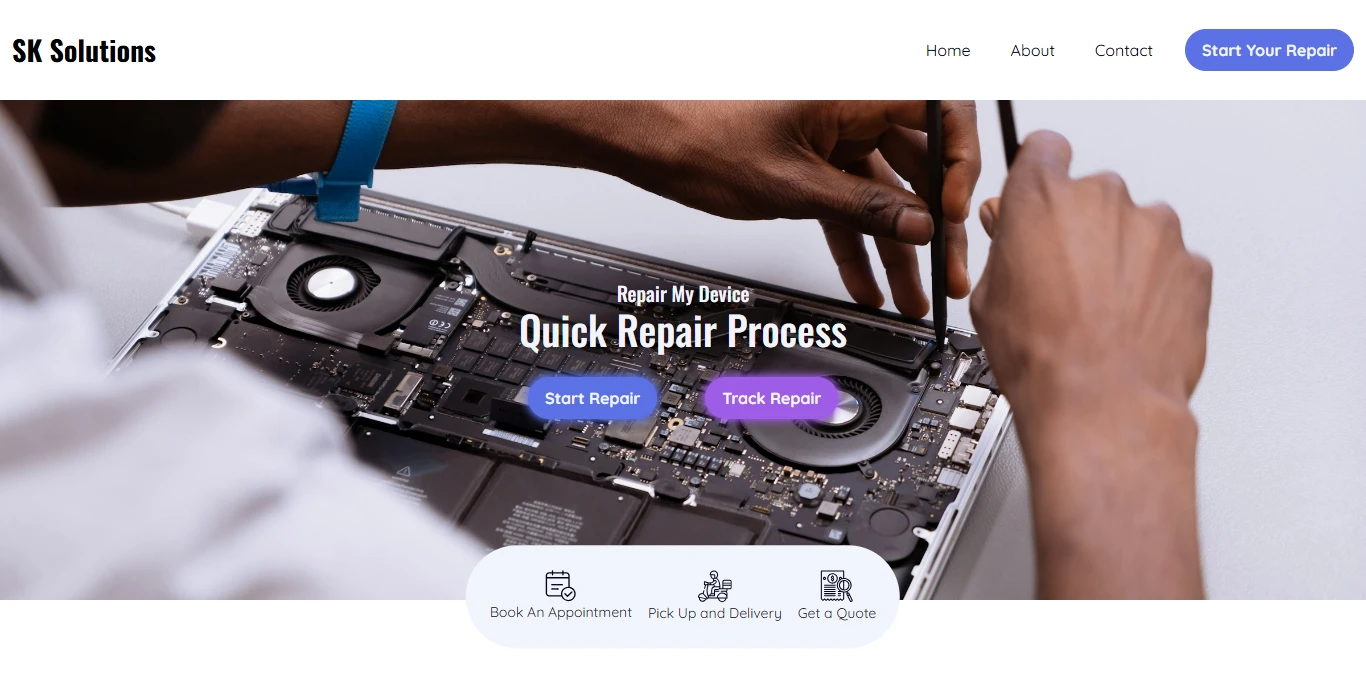 SK Solutions
Home
About
Contact
Start Your Repair
Repair My Device
Quick Repair Process
Start Repair
Track Repair
Book An Appointment
Pick Up and Delivery
Get a Quote